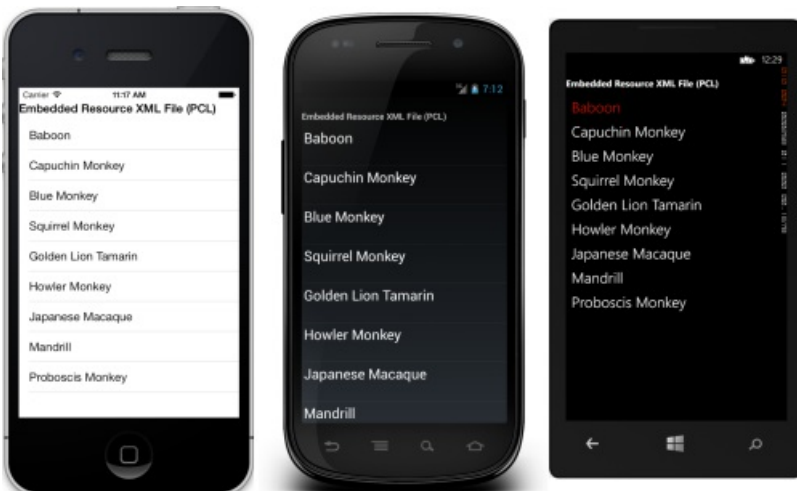 Carrier 11:17 AM
Embedded Resource XML File (PCL)
Baboon
Capuchin Monkey
Blue Monkey
Squirrel Monkey
Golden Lion Tamarin
Howler Monkey
Japanese Macaque
Mandrill
Proboscis Monkey
7:12
Embedded Resource XML File (PCL)
Baboon
Capuchin Monkey
Blue Monkey
Squirrel Monkey
Golden Lion Tamarin
Howler Monkey
Japanese Macaque
Mandrill
12:29
Embedded Resource XML File (PCL)
Baboon
Capuchin Monkey
Blue Monkey
Squirrel Monkey
Golden Lion Tamarin
Howler Monkey
Japanese Macaque
Mandrill
Proboscis Monkey